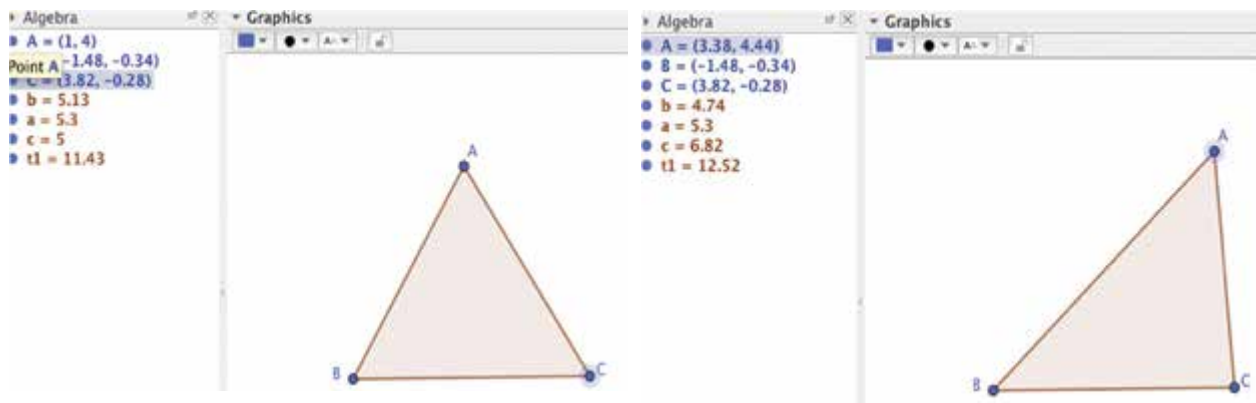 Algebra
A = (1, 4)
Point A
-1.48, -0.34)
C = (3.82, -0.28)
b = 5.13
a = 5.3
c = 5
t1 = 11.43
Graphics
A
B
C
Algebra
A = (3.38, 4.44)
B = (-1.48, -0.34)
C = (3.82, -0.28)
b = 4.74
a = 5.3
c = 6.82
t1 = 12.52
Graphics
A
B
C